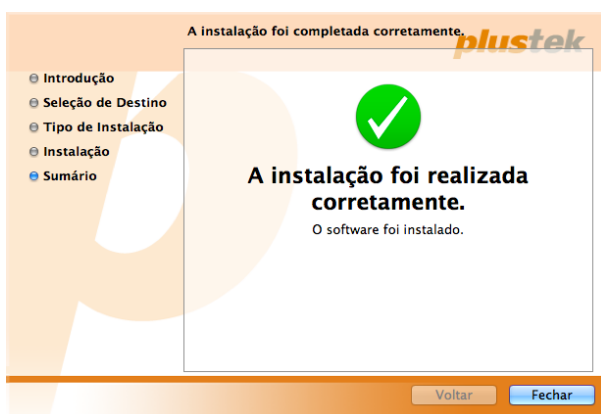 A instalação foi completada corretamente.
plustek
Introdução
Seleção de Destino
Tipo de Instalação
Instalação
Sumário
A instalação foi realizada
corretamente.
O software foi instalado.
Voltar
Fechar